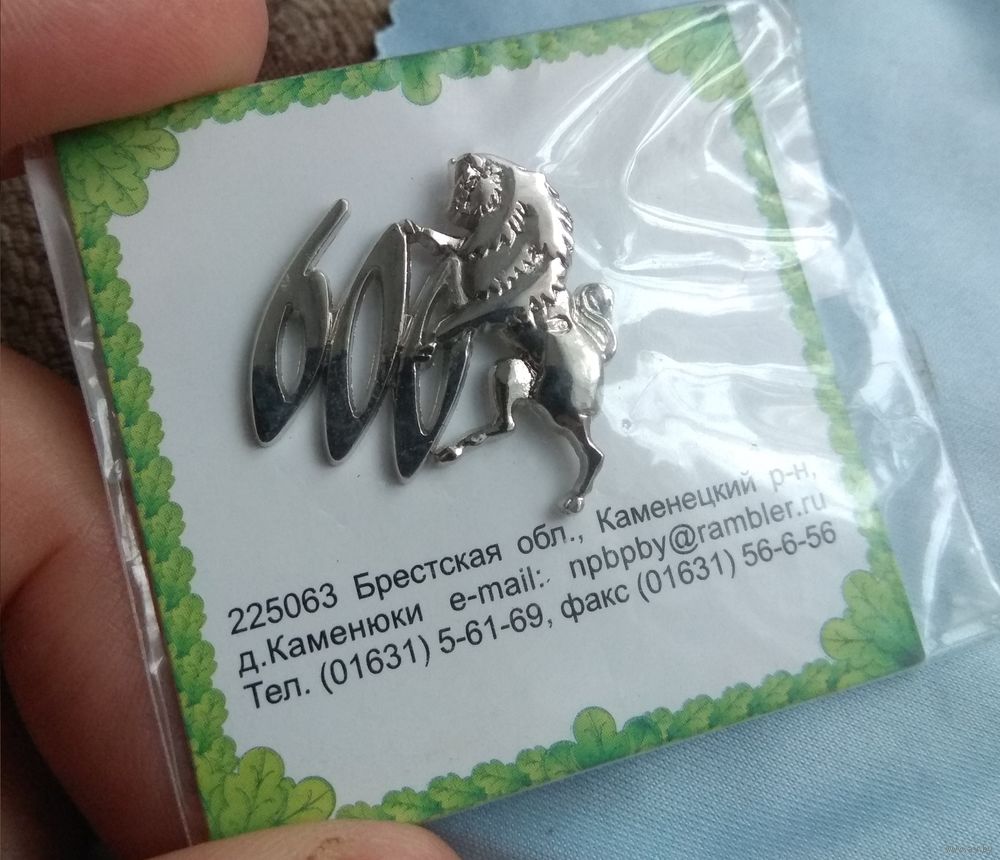 600
225063 Брестская обл., Каменецкий р-н,
д.Каменюки e-mail: npbpby@rambler.ru
Тел. (01631) 5-61-69, факс (01631) 56-6-56